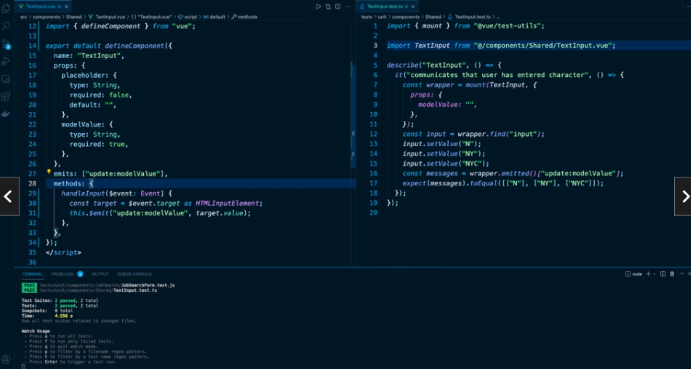 TextInput.vue
TextInput.test.ts
src > components > Shared > TextInput.vue > {} "TextInput.vue" > script > default > methods
tests > unit > components > Shared > TextInput.test.ts > ...
12 import { defineComponent } from "vue";
13
14 export default defineComponent({
15 name: "TextInput",
16 props: {
17 placeholder: {
18 type: String,
19 required: false,
20 default: "",
21 },
22 modelValue: {
23 type: String,
24 required: true,
25 },
26 },
27 emits: ["update:modelValue"],
28 methods: {
29 handleInput($event: Event) {
30 const target = $event.target as HTMLInputElement;
31 this.$emit("update:modelValue", target.value);
32 },
33 },
34 });
35 </script>
36
1 import { mount } from "@vue/test-utils";
2
3 import TextInput from "@/components/Shared/TextInput.vue";
4
5 describe("TextInput", () => {
6 it("communicates that user has entered character", () => {
7 const wrapper = mount(TextInput, {
8 props: {
9 modelValue: "",
10 },
11 });
12 const input = wrapper.find("input");
13 input.setValue("N");
14 input.setValue("NY");
15 input.setValue("NYC");
16 const messages = wrapper.emitted()["update:modelValue"];
17 expect(messages).toEqual([["N"], ["NY"], ["NYC"]]);
18 });
19 });
20
TERMINAL PROBLEMS 2 OUTPUT DEBUG CONSOLE
node
PASS tests/unit/components/JobSearch/JobSearchForm.test.js
PASS tests/unit/components/Shared/TextInput.test.ts
Test Suites: 2 passed, 2 total
Tests: 2 passed, 2 total
Snapshots: 0 total
Time: 4.556 s
Ran all test suites related to changed files.
Watch Usage
› Press a to run all tests.
› Press f to run only failed tests.
› Press q to quit watch mode.
› Press p to filter by a filename regex pattern.
› Press t to filter by a test name regex pattern.
› Press Enter to trigger a test run.